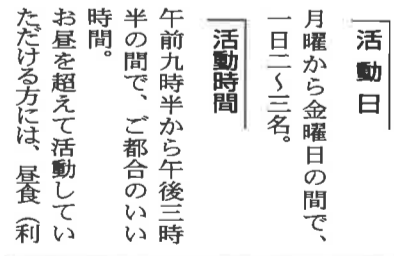 活動日
月曜から金曜日の間で、
一日二～三名。
活動時間
午前九時半から午後三時
半の間で、ご都合のいい
時間。
お昼を超えて活動してい
ただける方には、昼食（利